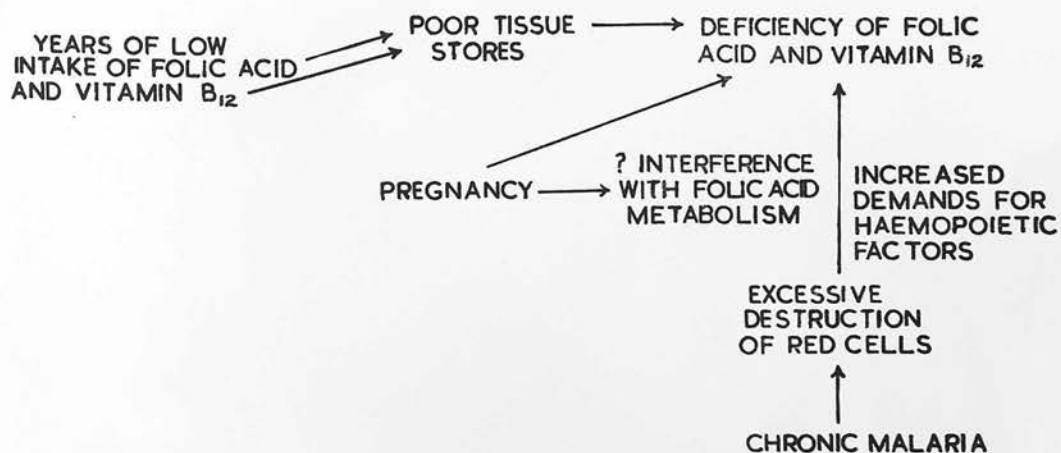 YEARS OF LOW
INTAKE OF FOLIC ACID
AND VITAMIN B₁₂
POOR TISSUE
STORES
DEFICIENCY OF FOLIC
ACID AND VITAMIN B₁₂
PREGNANCY
? INTERFERENCE
WITH FOLIC ACID
METABOLISM
INCREASED
DEMANDS FOR
HAEMOPOIETIC
FACTORS
EXCESSIVE
DESTRUCTION
OF RED CELLS
CHRONIC MALARIA